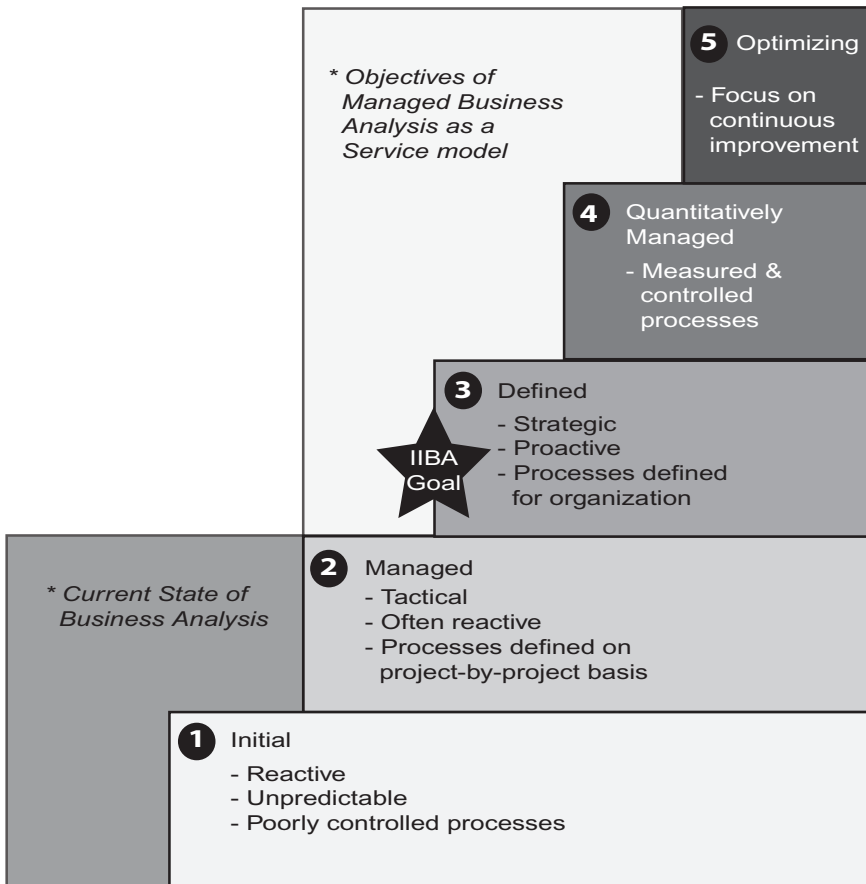 5 Optimizing
- Focus on
continuous
improvement
* Objectives of
Managed Business
Analysis as a
Service model
4 Quantitatively
Managed
- Measured &
controlled
processes
3 Defined
- Strategic
- Proactive
- Processes defined
for organization
IIBA
Goal
2 Managed
- Tactical
- Often reactive
- Processes defined on
project-by-project basis
* Current State of
Business Analysis
1 Initial
- Reactive
- Unpredictable
- Poorly controlled processes